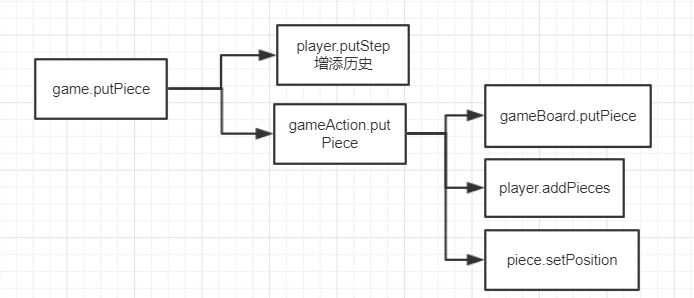 game.putPiece
player.putStep
增添历史
gameAction.put
Piece
gameBoard.putPiece
player.addPieces
piece.setPosition